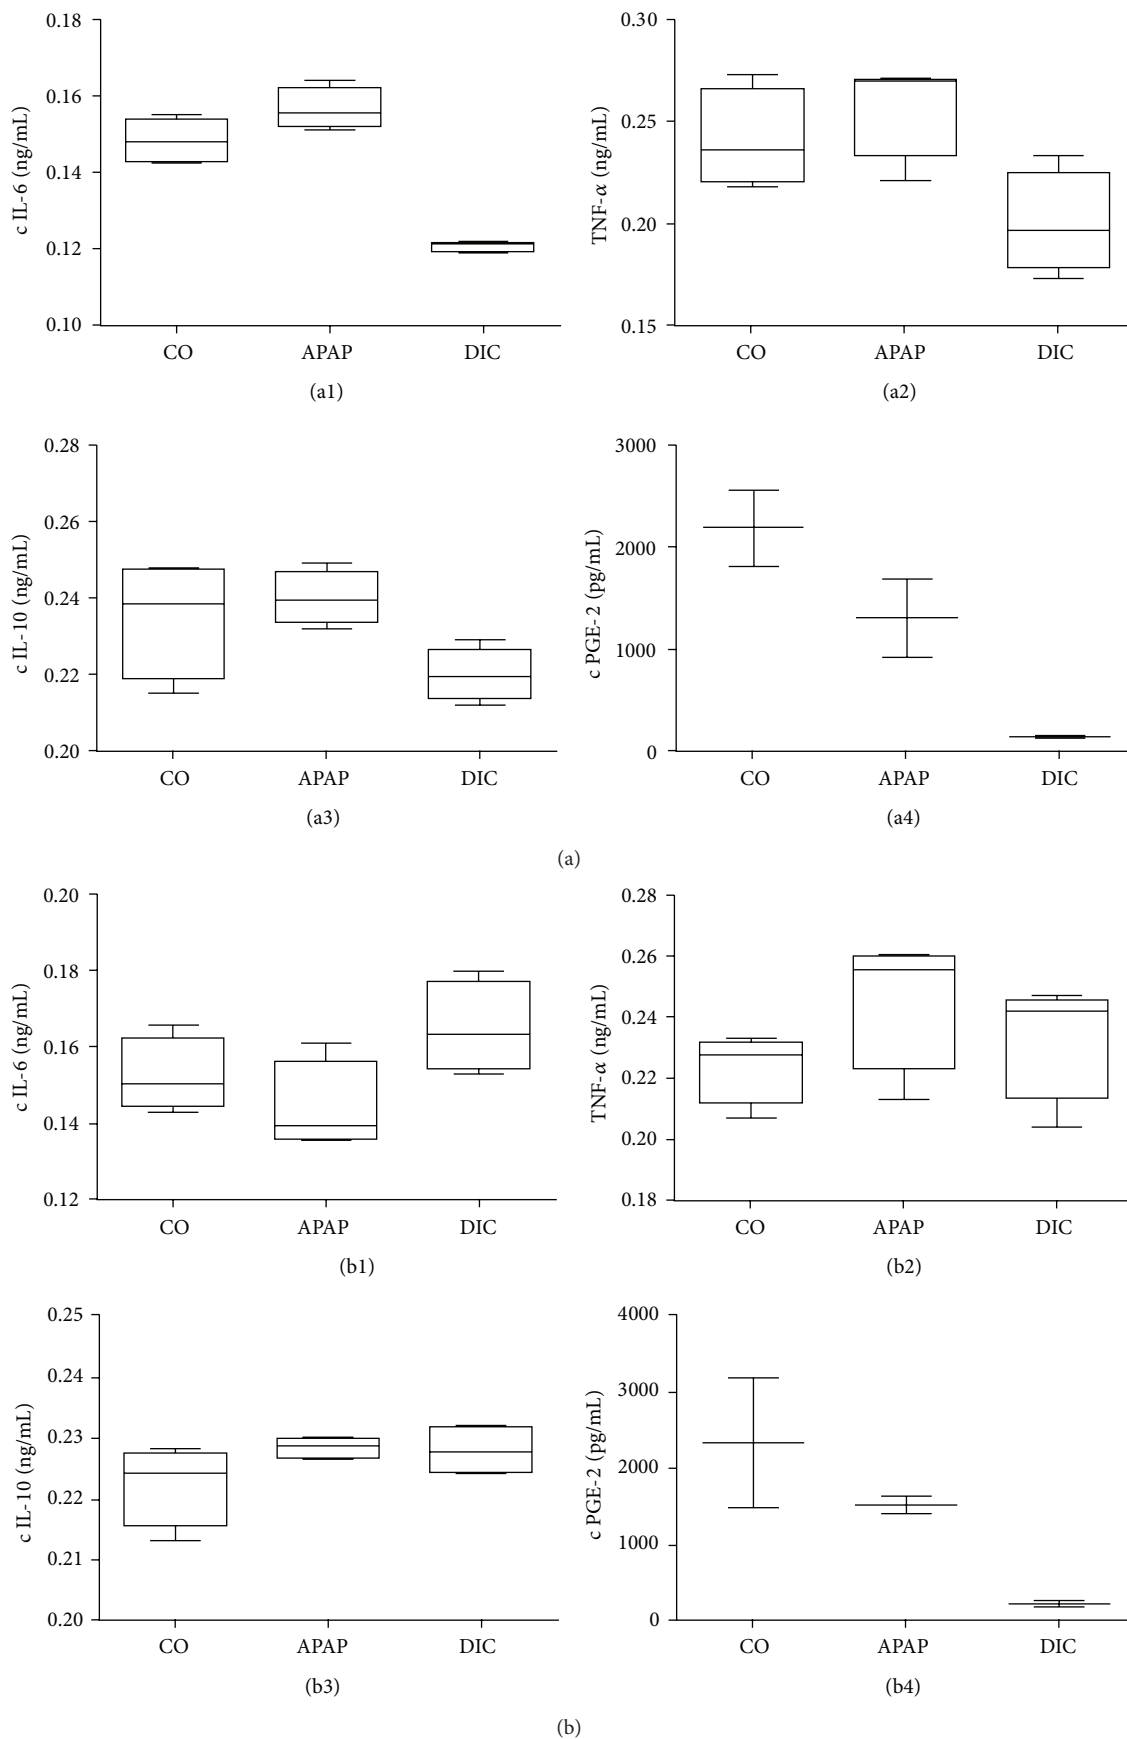 0.18
0.16
0.14
0.12
0.10
c IL-6 (ng/mL)
CO APAP DIC
(a1)
0.30
0.25
0.20
0.15
TNF-α (ng/mL)
CO APAP DIC
(a2)
0.28
0.26
0.24
0.22
0.20
c IL-10 (ng/mL)
CO APAP DIC
(a3)
3000
2000
1000
0
c PGE-2 (pg/mL)
CO APAP DIC
(a4)
(a)
0.20
0.18
0.16
0.14
0.12
c IL-6 (ng/mL)
CO APAP DIC
(b1)
0.28
0.26
0.24
0.22
0.20
0.18
TNF-α (ng/mL)
CO APAP DIC
(b2)
0.25
0.24
0.23
0.22
0.21
0.20
c IL-10 (ng/mL)
CO APAP DIC
(b3)
4000
3000
2000
1000
0
c PGE-2 (pg/mL)
CO APAP DIC
(b4)
(b)